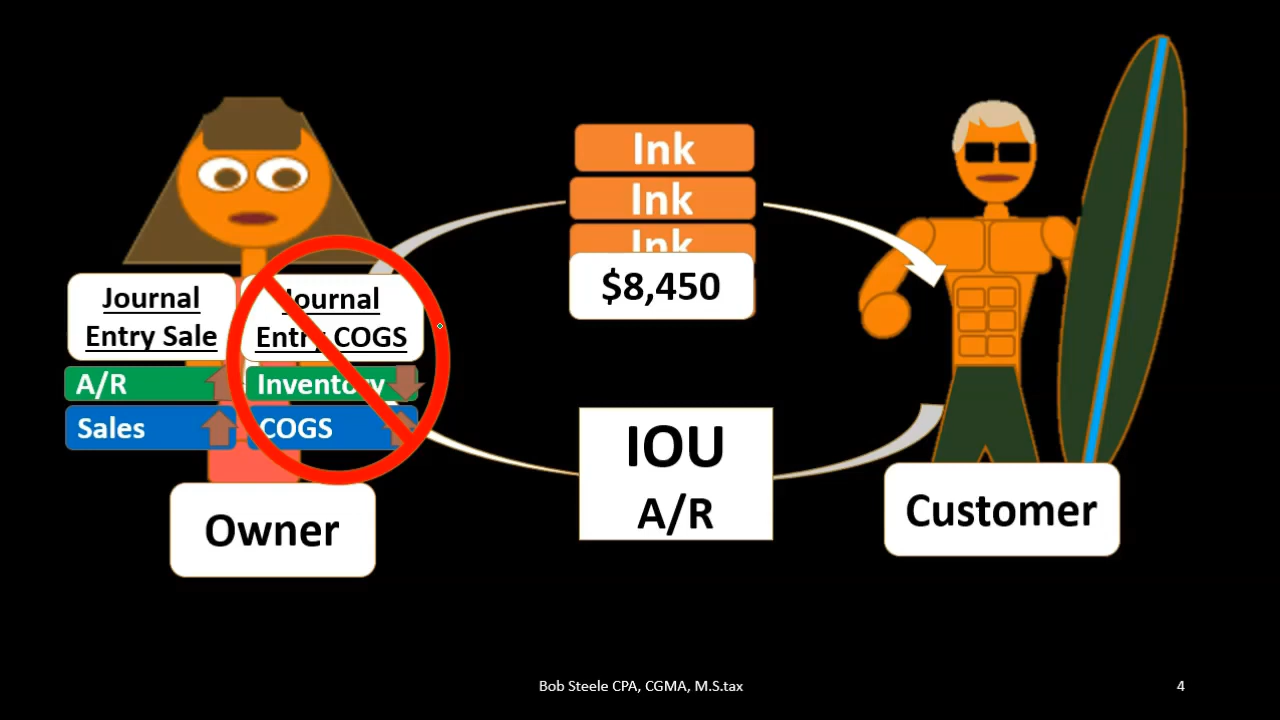 Ink
Ink
Ink
$8,450
Journal
Entry Sale
A/R
Sales
Journal
Entry COGS
Inventory
COGS
IOU
A/R
Owner
Customer
Bob Steele CPA, CGMA, M.S.tax
4